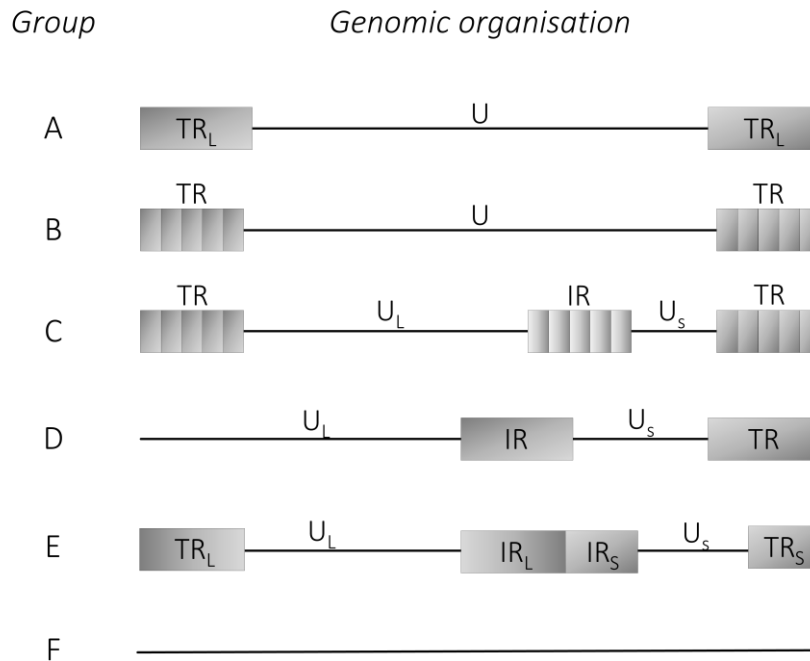 Group Genomic organisation
U
A TR_L TR_L
TR TR
U
B
TR IR TR
U_L U_s
C
U_L U_s
D IR TR
U_L U_s
E TR_L IR_L IR_S TR_S
F